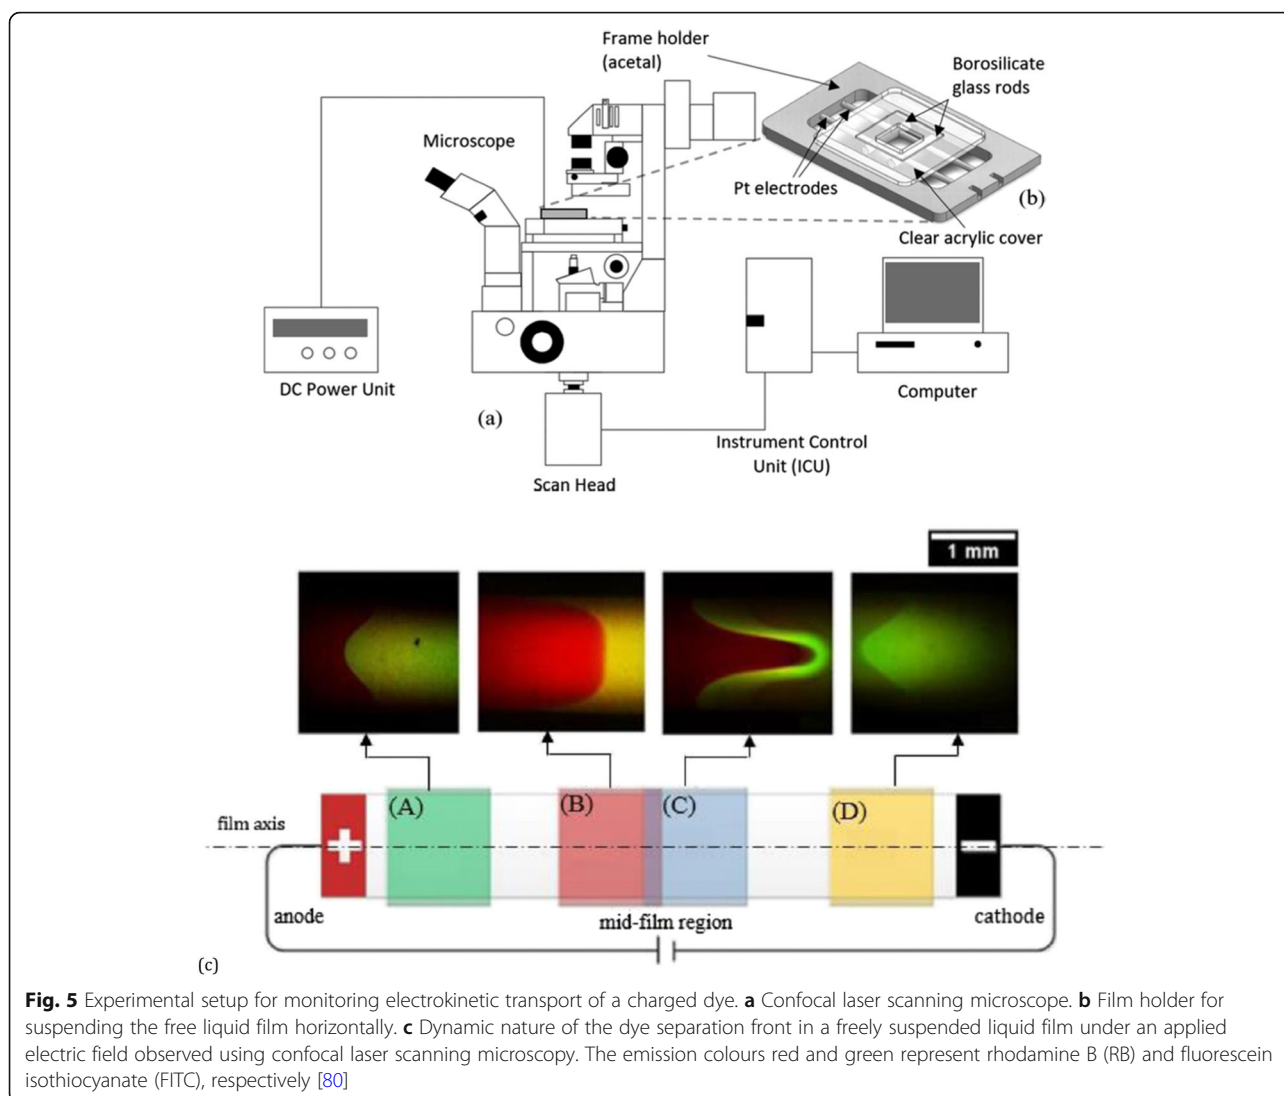 Frame holder
(acetal)
Borosilicate
glass rods
Microscope
Pt electrodes
(b)
Clear acrylic cover
DC Power Unit
(a)
Computer
Instrument Control
Unit (ICU)
Scan Head
1 mm
(A)
(B)
(C)
(D)
film axis
+
−
anode
mid-film region
cathode
(c)
Fig. 5 Experimental setup for monitoring electrokinetic transport of a charged dye. a Confocal laser scanning microscope. b Film holder for
suspending the free liquid film horizontally. c Dynamic nature of the dye separation front in a freely suspended liquid film under an applied
electric field observed using confocal laser scanning microscopy. The emission colours red and green represent rhodamine B (RB) and fluorescein
isothiocyanate (FITC), respectively [80]